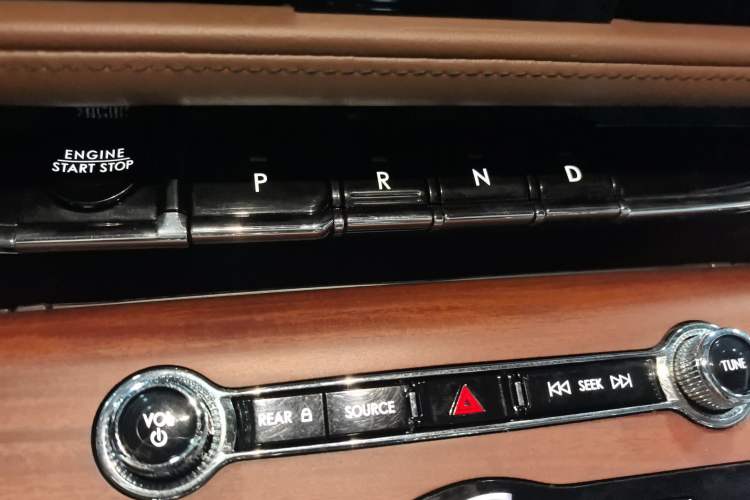 ENGINE
START STOP
P R N D
VOL
REAR SOURCE SEEK TUNE